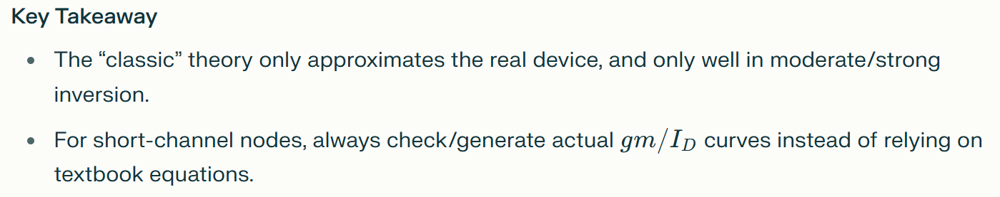 Key Takeaway
• The “classic” theory only approximates the real device, and only well in moderate/strong
inversion.
• For short-channel nodes, always check/generate actual gm/I_D curves instead of relying on
textbook equations.